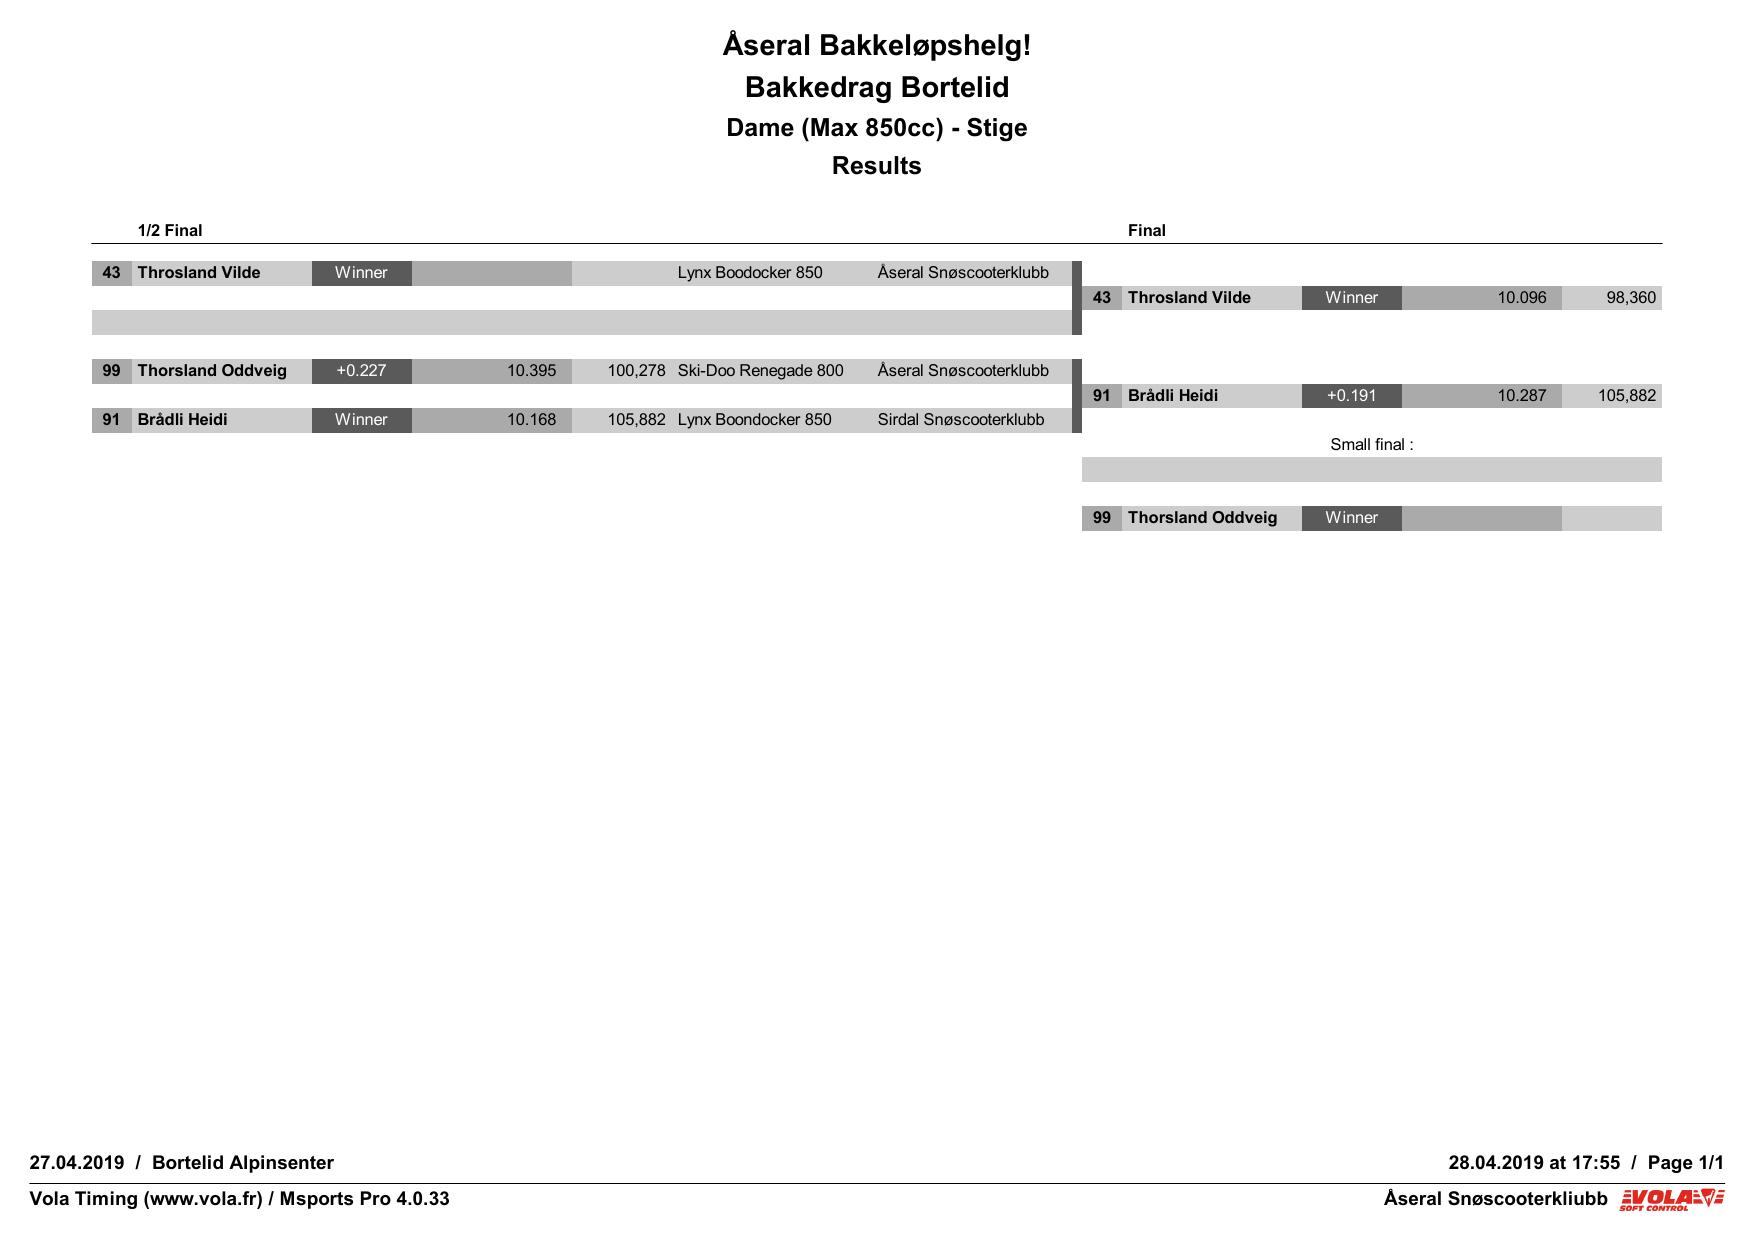 Åseral Bakkeløpshelg!
Bakkedrag Bortelid
Dame (Max 850cc) - Stige
Results
1/2 Final Final
43 Throsland Vilde Winner Lynx Boodocker 850 Åseral Snøscooterklubb
43 Throsland Vilde Winner 10.096 98,360
99 Thorsland Oddveig +0.227 10.395 100,278 Ski-Doo Renegade 800 Åseral Snøscooterklubb
91 Brådli Heidi +0.191 10.287 105,882
91 Brådli Heidi Winner 10.168 105,882 Lynx Boondocker 850 Sirdal Snøscooterklubb
Small final :
99 Thorsland Oddveig Winner
27.04.2019 / Bortelid Alpinsenter 28.04.2019 at 17:55 / Page 1/1
Vola Timing (www.vola.fr) / Msports Pro 4.0.33 Åseral Snøscooterkliubb VOLA
SOFT CONTROL